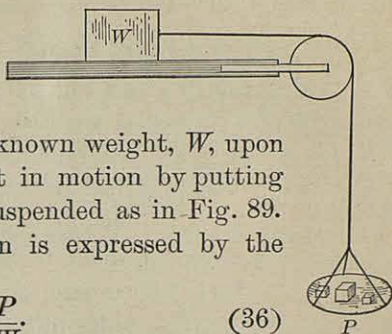 W
known weight, W, upon
t in motion by putting
uspended as in Fig. 89.
n is expressed by the
P
(36)
P